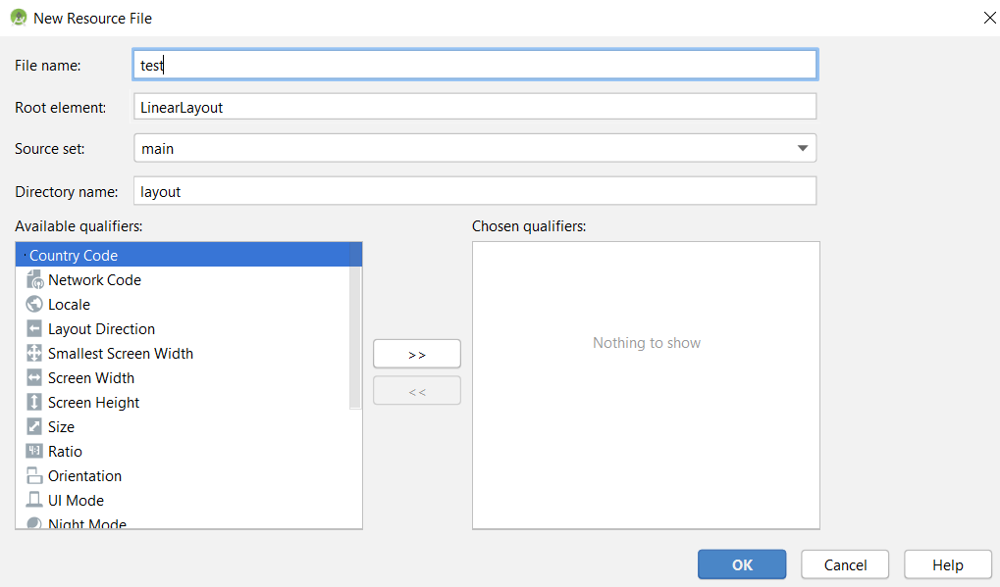 New Resource File
File name: test
Root element: LinearLayout
Source set: main
Directory name: layout
Available qualifiers:
Chosen qualifiers:
Country Code
Network Code
Locale
Layout Direction
Smallest Screen Width
Screen Width
Screen Height
Size
Ratio
Orientation
UI Mode
Night Mode
>>
<<
Nothing to show
OK
Cancel
Help